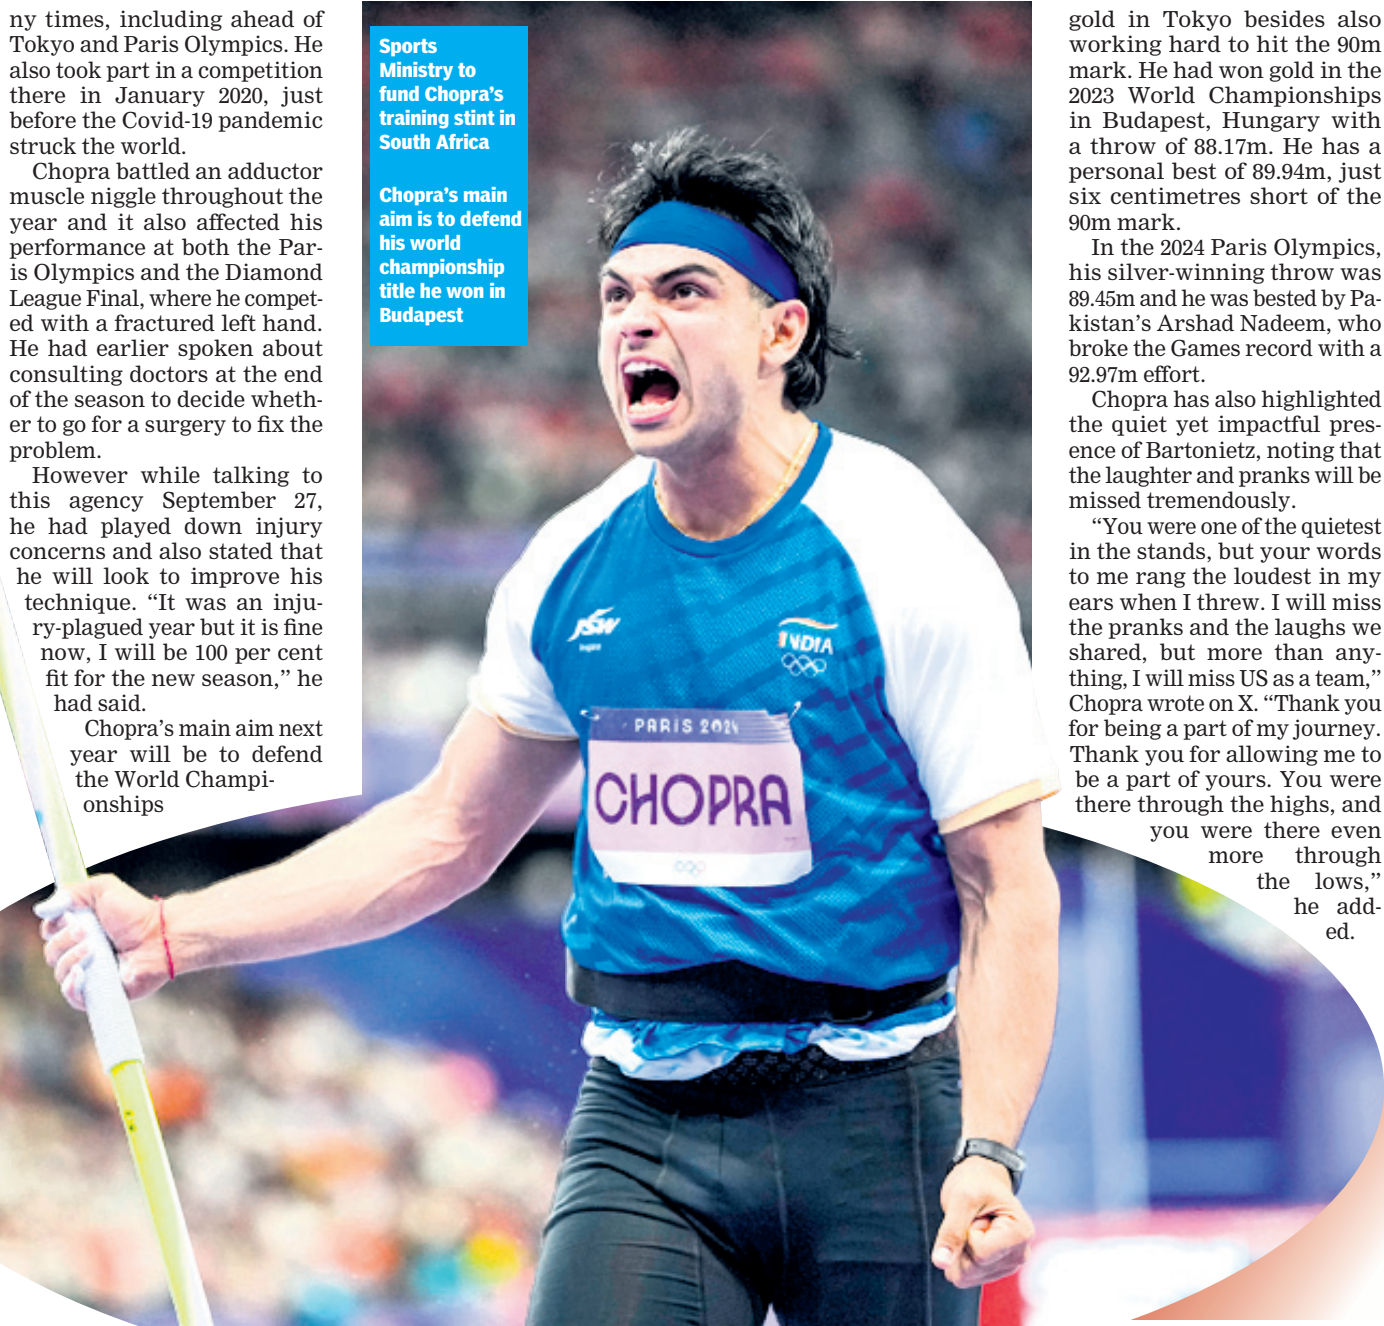 ny times, including ahead of
Tokyo and Paris Olympics. He
also took part in a competition
there in January 2020, just
before the Covid-19 pandemic
struck the world.
Chopra battled an adductor
muscle niggle throughout the
year and it also affected his
performance at both the Par-
is Olympics and the Diamond
League Final, where he compet-
ed with a fractured left hand.
He had earlier spoken about
consulting doctors at the end
of the season to decide wheth-
er to go for a surgery to fix the
problem.
However while talking to
this agency September 27,
he had played down injury
concerns and also stated that
he will look to improve his
technique. “It was an inju-
ry-plagued year but it is fine
now, I will be 100 per cent
fit for the new season,” he
had said.
Chopra’s main aim next
year will be to defend
the World Champi-
onships
Sports
Ministry to
fund Chopra’s
training stint in
South Africa
Chopra’s main
aim is to defend
his world
championship
title he won in
Budapest
JSW
INDIA
PARIS 2024
CHOPRA
gold in Tokyo besides also
working hard to hit the 90m
mark. He had won gold in the
2023 World Championships
in Budapest, Hungary with
a throw of 88.17m. He has a
personal best of 89.94m, just
six centimetres short of the
90m mark.
In the 2024 Paris Olympics,
his silver-winning throw was
89.45m and he was bested by Pa-
kistan’s Arshad Nadeem, who
broke the Games record with a
92.97m effort.
Chopra has also highlighted
the quiet yet impactful pres-
ence of Bartonietz, noting that
the laughter and pranks will be
missed tremendously.
“You were one of the quietest
in the stands, but your words
to me rang the loudest in my
ears when I threw. I will miss
the pranks and the laughs we
shared, but more than any-
thing, I will miss US as a team,”
Chopra wrote on X. “Thank you
for being a part of my journey.
Thank you for allowing me to
be a part of yours. You were
there through the highs, and
you were there even
more through
the lows,”
he add-
ed.